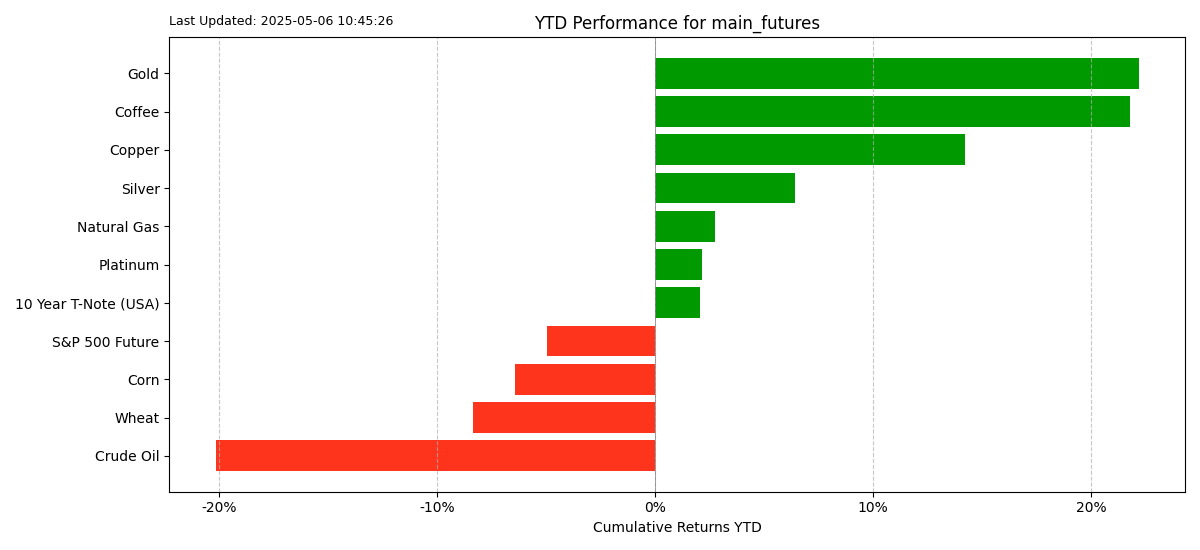 Last Updated: 2025-05-06 10:45:26
YTD Performance for main_futures
Gold
Coffee
Copper
Silver
Natural Gas
Platinum
10 Year T-Note (USA)
S&P 500 Future
Corn
Wheat
Crude Oil
-20%
-10%
0%
10%
20%
Cumulative Returns YTD